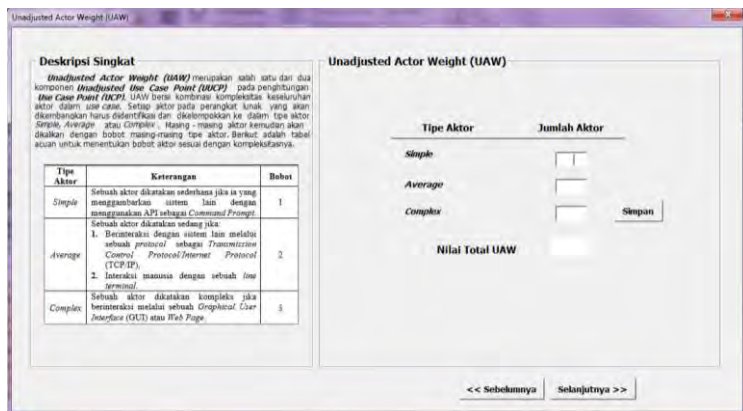 Unadjusted Actor Weight (UAW)
Deskripsi Singkat
Unadjusted Actor Weight (UAW) merupakan salah satu dari dua
komponen Unadjusted Use Case Point (UUCP) pada penghitungan
Use Case Point (UCP). UAW berisi kombinasi kompleksitas keseluruhan
aktor dalam use case. Setiap aktor pada perangkat lunak yang akan
dikembangkan harus diidentifikasi dan dikelompokkan ke dalam tipe aktor
Simple, Average atau Complex. Masing - masing aktor kemudian akan
dikalikan dengan bobot masing-masing tipe aktor. Berikut adalah tabel
acuan untuk menentukan bobot aktor sesuai dengan kompleksitasnya.
Tipe Aktor Keterangan Bobot
Simple
Sebuah aktor dikatakan sederhana jika ia yang
menggambarkan sistem lain dengan
menggunakan API sebagai Command Prompt.
1
Average
Sebuah aktor dikatakan sedang jika:
1. Berinteraksi dengan sistem lain melalui
sebuah protocol sebagai Transmission
Control Protocol/Internet Protocol
(TCP/IP).
2. Interaksi manusia dengan sebuah line
terminal.
2
Complex
Sebuah aktor dikatakan kompleks jika
berinteraksi melalui sebuah Graphical User
Interface (GUI) atau Web Page.
3
Unadjusted Actor Weight (UAW)
Tipe Aktor Jumlah Aktor
Simple
Average
Complex Simpan
Nilai Total UAW
<< Sebelumnya Selanjutnya >>